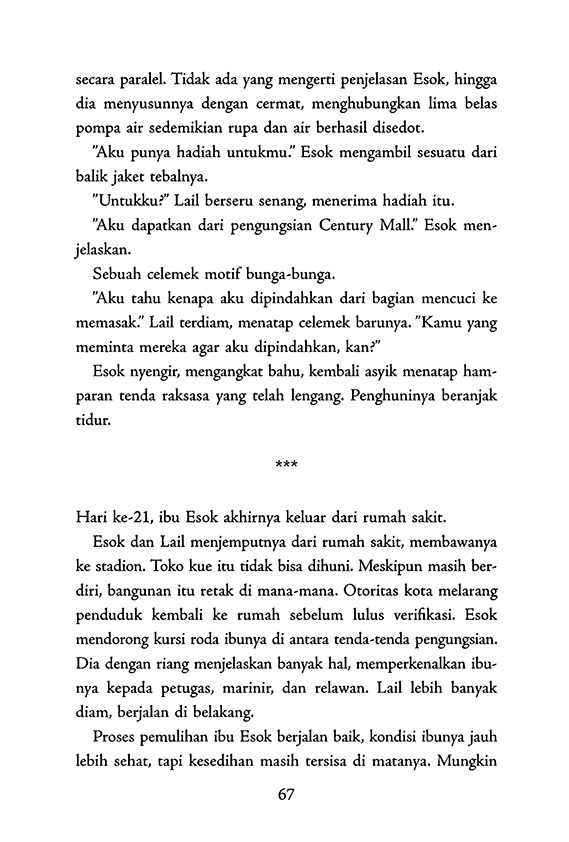 secara paralel. Tidak ada yang mengerti penjelasan Esok, hingga
dia menyusunnya dengan cermat, menghubungkan lima belas
pompa air sedemikian rupa dan air berhasil disedot.
”Aku punya hadiah untukmu.” Esok mengambil sesuatu dari
balik jaket tebalnya.
”Untukku?” Lail berseru senang, menerima hadiah itu.
”Aku dapatkan dari pengungsian Century Mall.” Esok men-
jelaskan.
Sebuah celemek motif bunga-bunga.
”Aku tahu kenapa aku dipindahkan dari bagian mencuci ke
memasak.” Lail terdiam, menatap celemek barunya. ”Kamu yang
meminta mereka agar aku dipindahkan, kan?”
Esok nyengir, mengangkat bahu, kembali asyik menatap ham-
paran tenda raksasa yang telah lengang. Penghuninya beranjak
tidur.
***
Hari ke-21, ibu Esok akhirnya keluar dari rumah sakit.
Esok dan Lail menjemputnya dari rumah sakit, membawanya
ke stadion. Toko kue itu tidak bisa dihuni. Meskipun masih ber-
diri, bangunan itu retak di mana-mana. Otoritas kota melarang
penduduk kembali ke rumah sebelum lulus verifikasi. Esok
mendorong kursi roda ibunya di antara tenda-tenda pengungsian.
Dia dengan riang menjelaskan banyak hal, memperkenalkan ibu-
nya kepada petugas, marinir, dan relawan. Lail lebih banyak
diam, berjalan di belakang.
Proses pemulihan ibu Esok berjalan baik, kondisi ibunya jauh
lebih sehat, tapi kesedihan masih tersisa di matanya. Mungkin
67